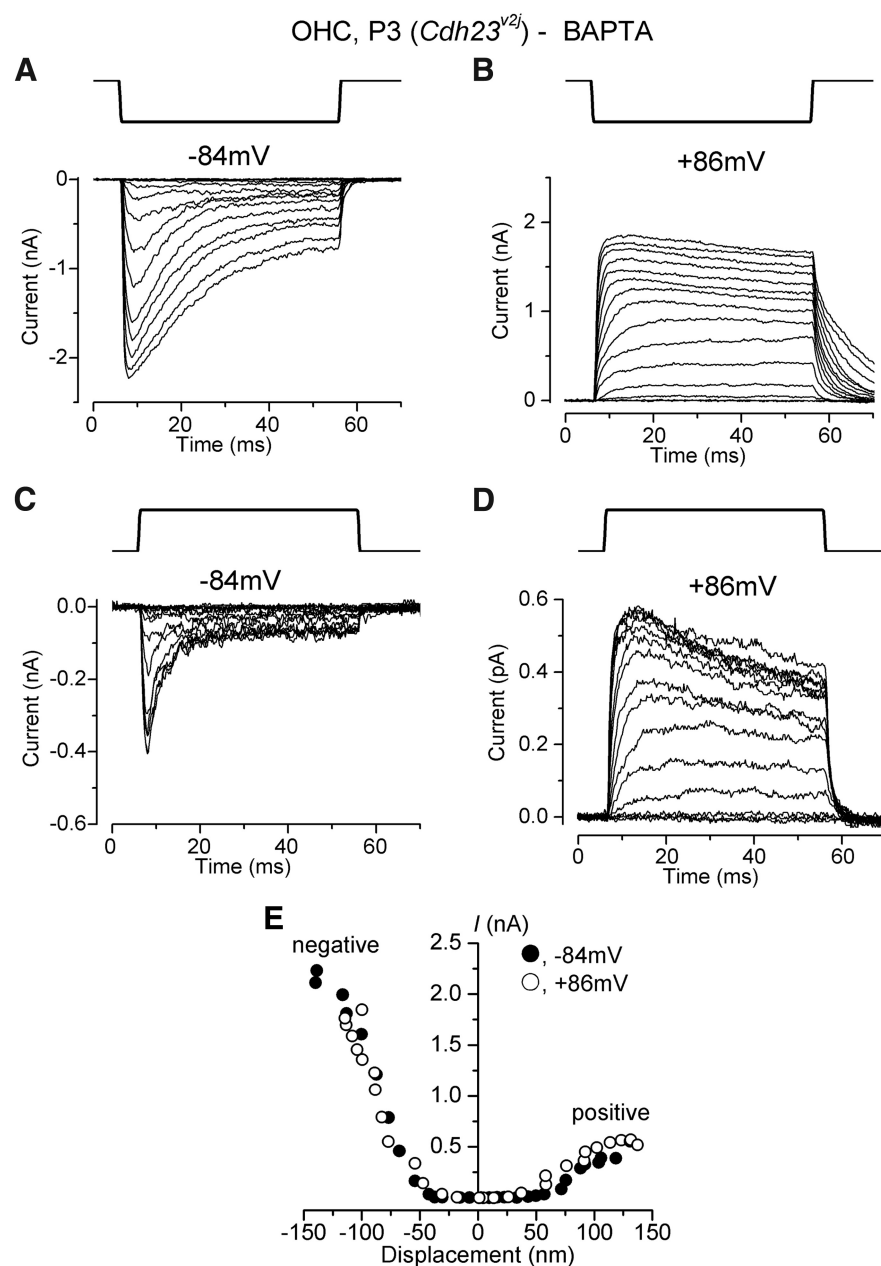 OHC, P3 (Cdh23v2j) - BAPTA
A
-84mV
Current (nA)
0
-1
-2
0 20 40 60
Time (ms)
B
+86mV
Current (nA)
2
1
0
0 20 40 60
Time (ms)
C
-84mV
Current (nA)
0.0
-0.2
-0.4
-0.6
0 20 40 60
Time (ms)
D
+86mV
Current (pA)
0.6
0.4
0.2
0.0
0 20 40 60
Time (ms)
E
I (nA)
negative
positive
, -84mV
, +86mV
2.5
2.0
1.5
1.0
0.5
-150 -100 -50 0 50 100 150
Displacement (nm)